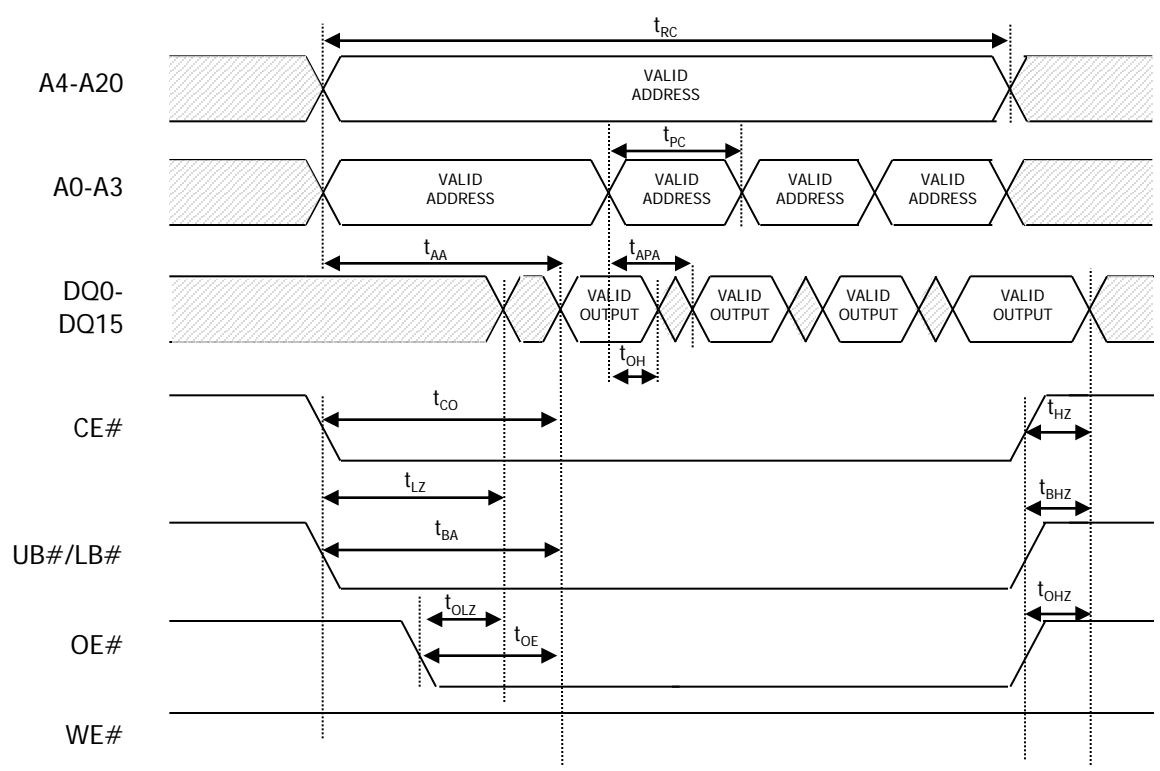 tRC
A4-A20
VALID
ADDRESS
tPC
A0-A3
VALID
ADDRESS
VALID
ADDRESS
VALID
ADDRESS
VALID
ADDRESS
tAA
tAPA
DQ0-
DQ15
VALID
OUTPUT
VALID
OUTPUT
VALID
OUTPUT
VALID
OUTPUT
tOH
CE#
tCO
tHZ
tLZ
tBHZ
UB#/LB#
tBA
tOLZ
tOHZ
OE#
tOE
WE#